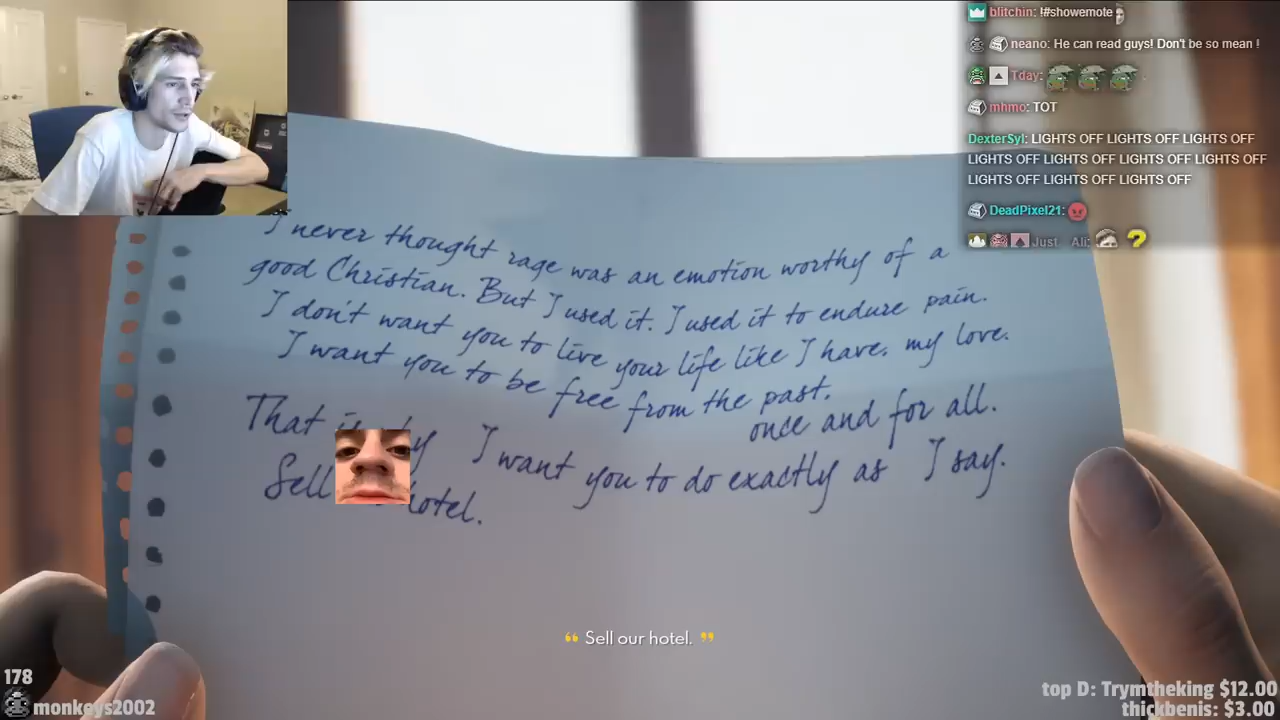 blitchin: !#showemote
neano: He can read guys! Don't be so mean !
Tday:
mhmo: TOT
DexterSyl: LIGHTS OFF LIGHTS OFF LIGHTS OFF
LIGHTS OFF LIGHTS OFF LIGHTS OFF LIGHTS OFF
LIGHTS OFF LIGHTS OFF LIGHTS OFF
DeadPixel21:
Just Ali:
I never thought rage was an emotion worthy of a
good Christian. But I used it. I used it to endure pain.
I don't want you to live your life like I have, my love.
I want you to be free from the past.
once and for all.
That is I want you to do exactly as I say.
Sell hotel.
“ Sell our hotel. ”
178
monkeys2002
top D: Trymtheking $12.00
thickbenis: $3.00